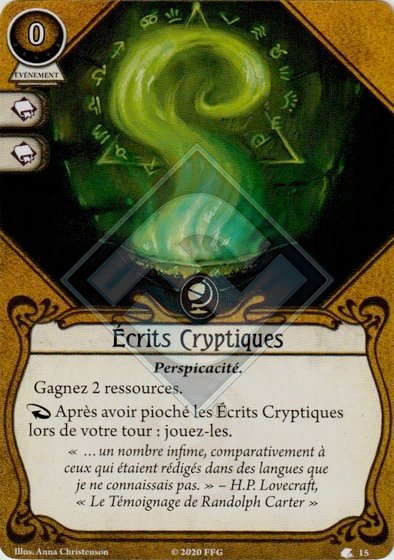 0
ÉVÉNEMENT
Écrits Cryptiques
Perspicacité.
Gagnez 2 ressources.
Après avoir pioché les Écrits Cryptiques
lors de votre tour : jouez-les.
« …un nombre infime, comparativement à
ceux qui étaient rédigés dans des langues que
je ne connaissais pas. » – H.P. Lovecraft,
« Le Témoignage de Randolph Carter »
Illus. Anna Christenson
© 2020 FFG
15